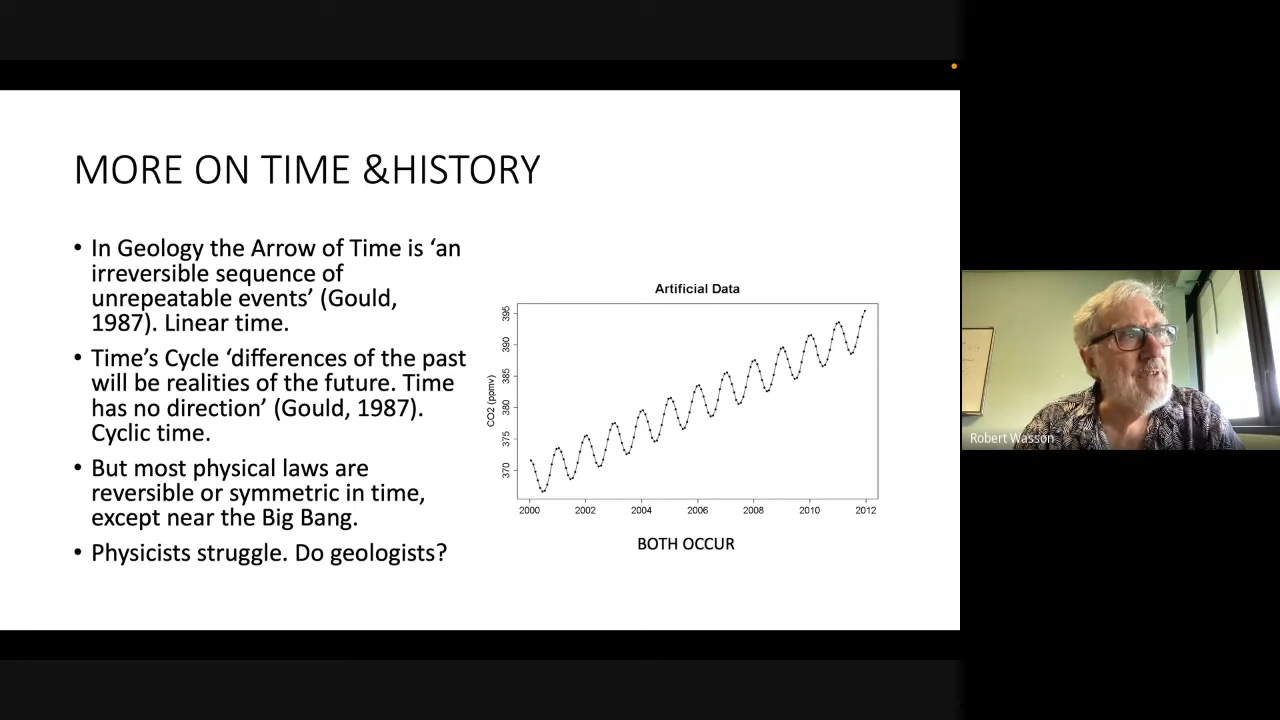 MORE ON TIME &HISTORY
• In Geology the Arrow of Time is ‘an
irreversible sequence of
unrepeatable events’ (Gould,
1987). Linear time.
• Time’s Cycle ‘differences of the past
will be realities of the future. Time
has no direction’ (Gould, 1987).
Cyclic time.
• But most physical laws are
reversible or symmetric in time,
except near the Big Bang.
• Physicists struggle. Do geologists?
Artificial Data
CO2 (ppmv)
395
390
385
380
375
370
2000 2002 2004 2006 2008 2010 2012
BOTH OCCUR
Robert Wasson